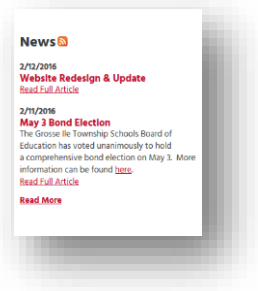 News
2/12/2016
Website Redesign & Update
Read Full Article
2/11/2016
May 3 Bond Election
The Grosse Ile Township Schools Board of
Education has voted unanimously to hold
a comprehensive bond election on May 3. More
information can be found here.
Read Full Article
Read More